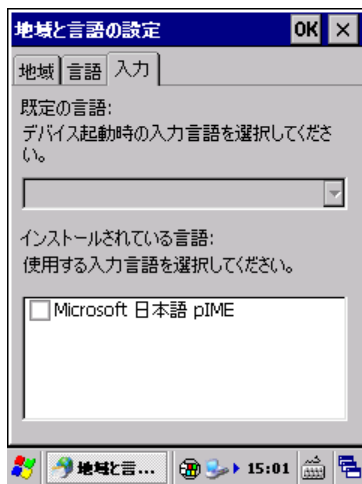 地域と言語の設定 OK ×
地域 言語 入力
既定の言語:
デバイス起動時の入力言語を選択してくださ
い。
インストールされている言語:
使用する入力言語を選択してください。
Microsoft 日本語 pIME
地域と言... 15:01